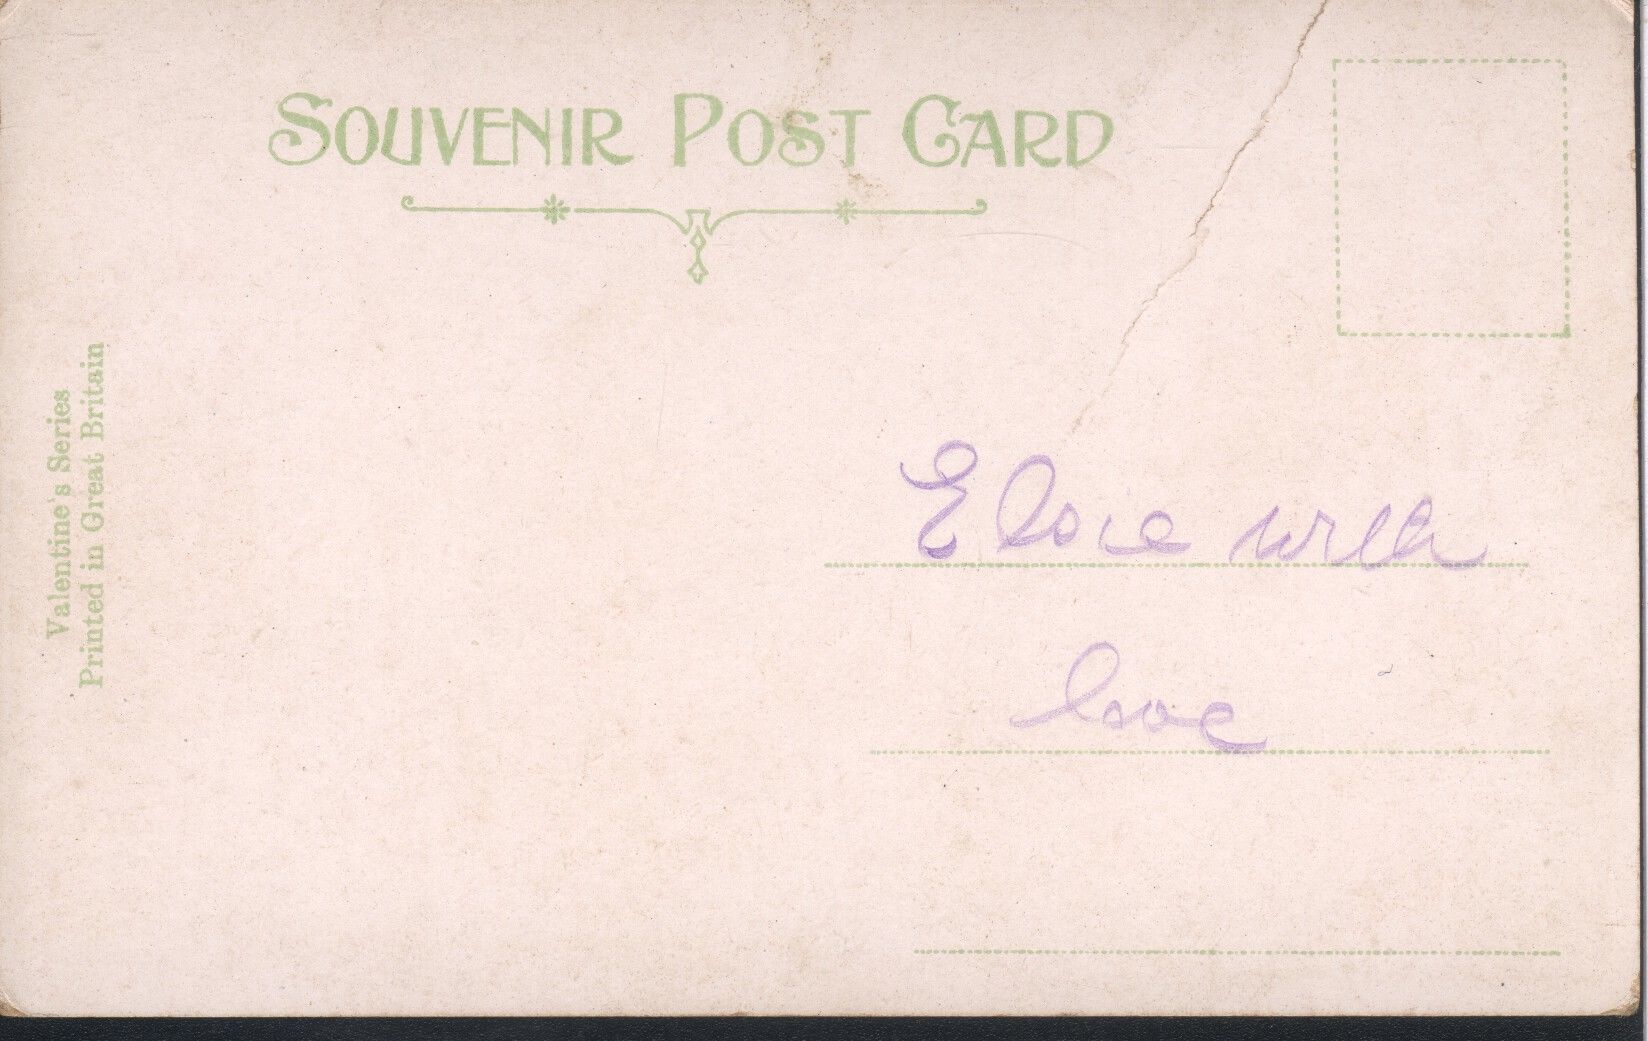 SOUVENIR POST CARD
Valentine's Series
Printed in Great Britain
Elsie with
love